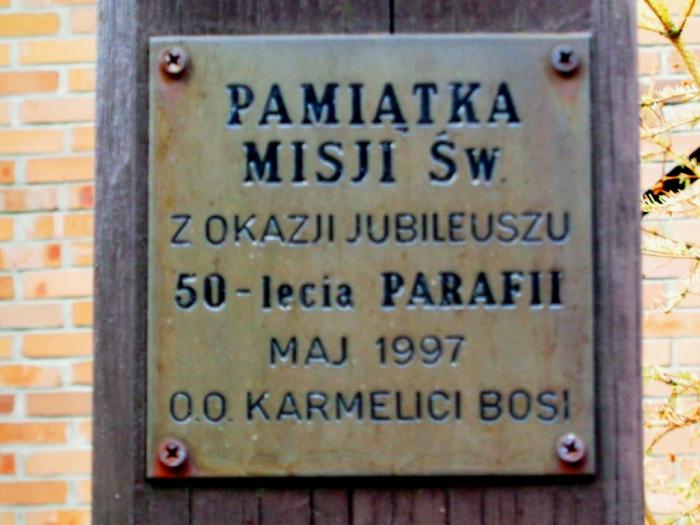 PAMIĄTKA
MISJI ŚW.
Z OKAZJI JUBILEUSZU
50-lecia PARAFII
MAJ 1997
O.O. KARMELICI BOSI